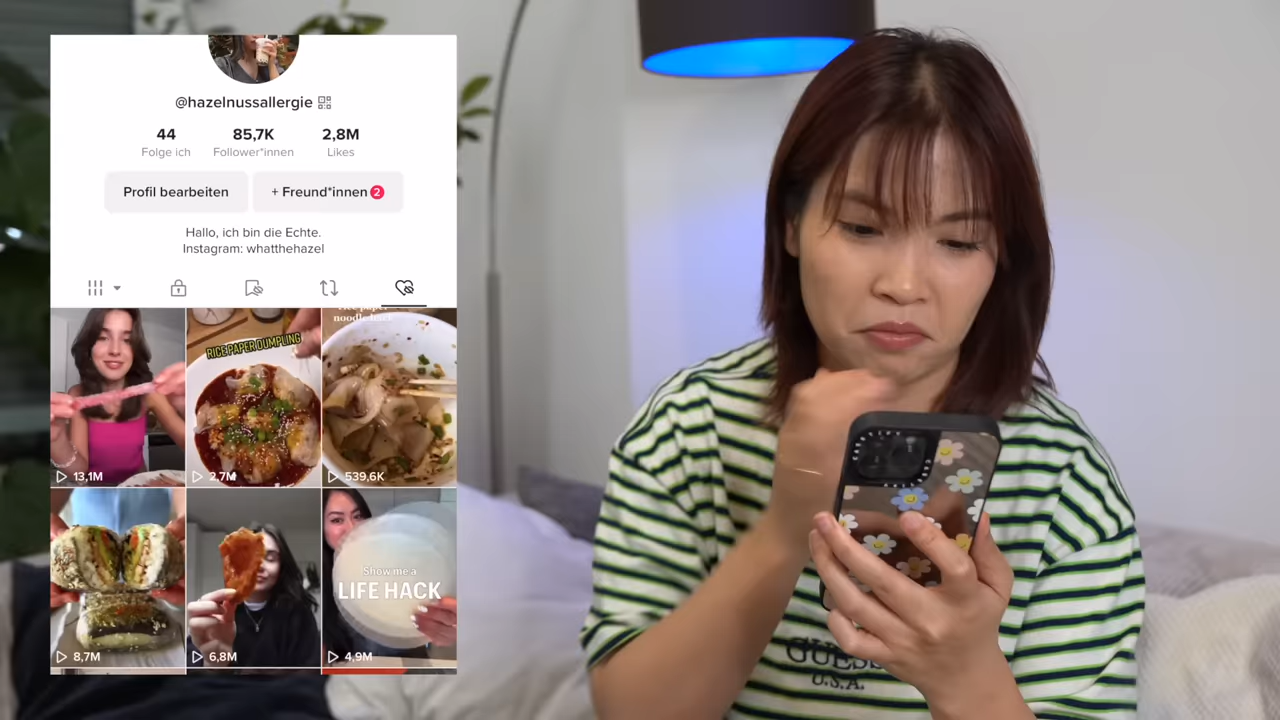 @hazelnussallergie
44 85,7K 2,8M
Folge ich Follower*innen Likes
Profil bearbeiten + Freund*innen 2
Hallo, ich bin die Echte.
Instagram: whatthehazel
RICE PAPER DUMPLING
13,1M 2,7M 539,6K
Show me a
LIFE HACK
8,7M 6,8M 4,9M
GUESS
U.S.A.